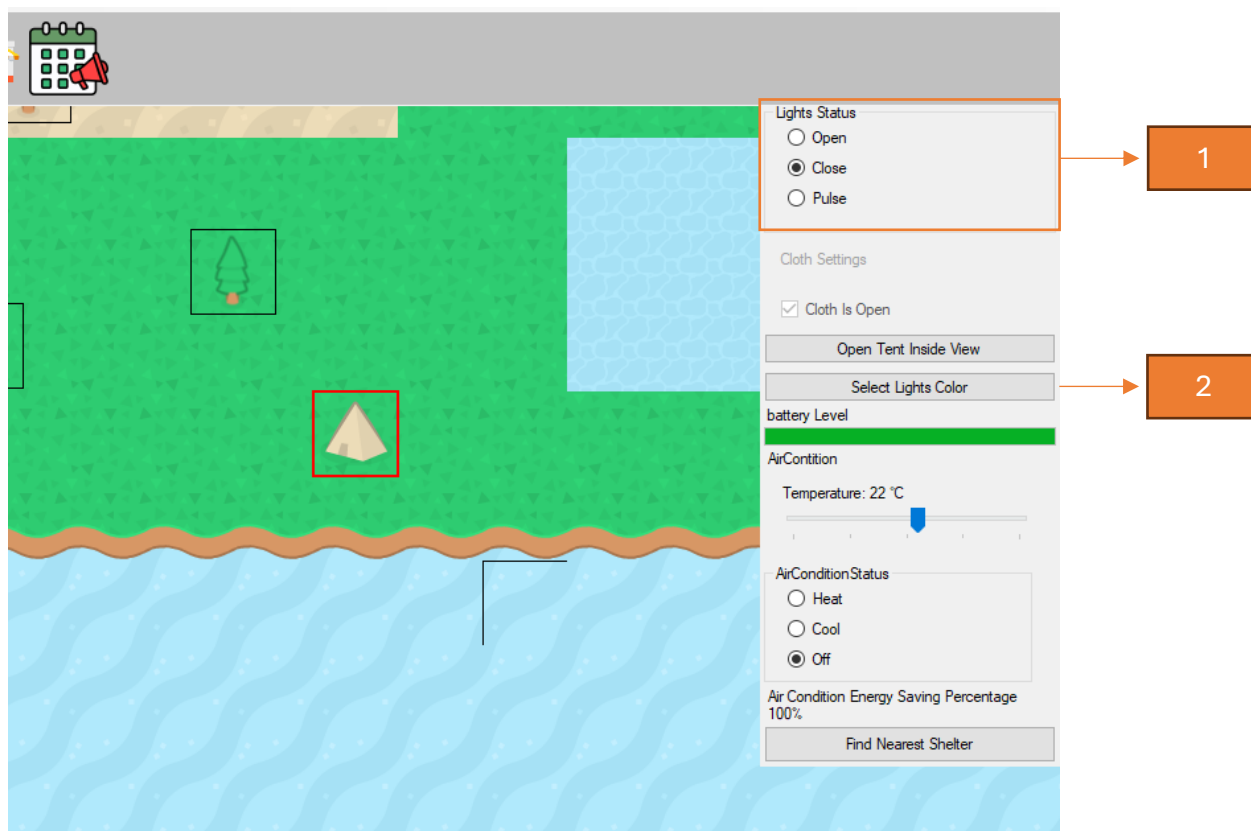 Lights Status
Open
Close
Pulse
1
Cloth Settings
Cloth Is Open
Open Tent Inside View
Select Lights Color
2
battery Level
AirContition
Temperature: 22 °C
AirConditionStatus
Heat
Cool
Off
Air Condition Energy Saving Percentage
100%
Find Nearest Shelter